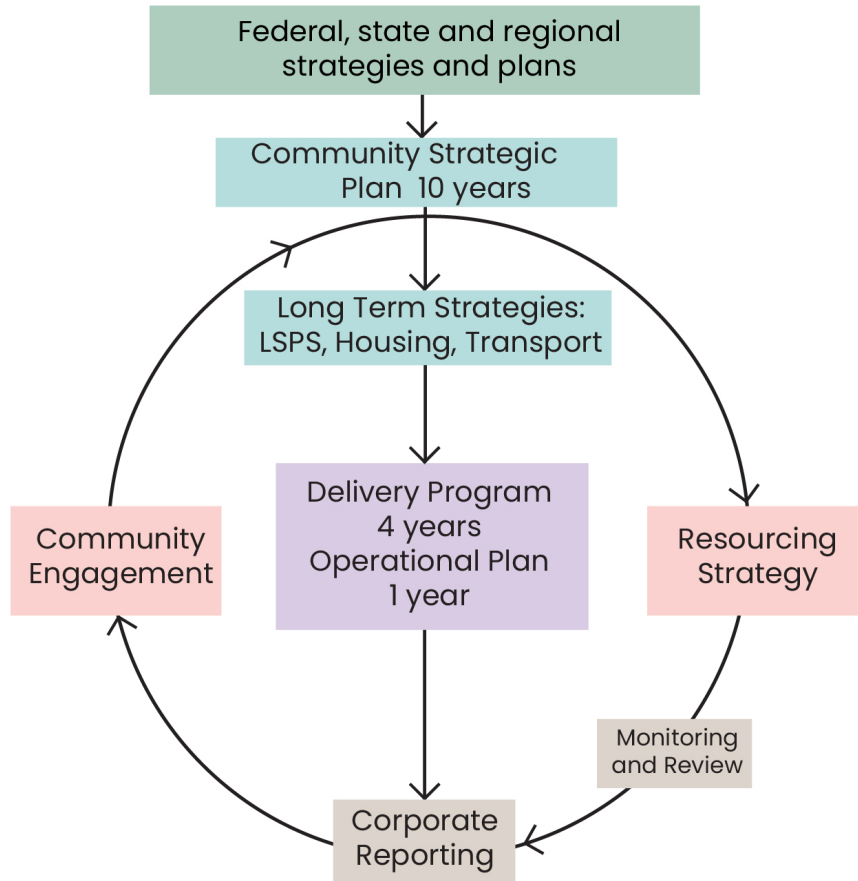 Federal, state and regional
strategies and plans
Community Strategic
Plan 10 years
Long Term Strategies:
LSPS, Housing, Transport
Delivery Program
4 years
Operational Plan
1 year
Community
Engagement
Resourcing
Strategy
Monitoring
and Review
Corporate
Reporting